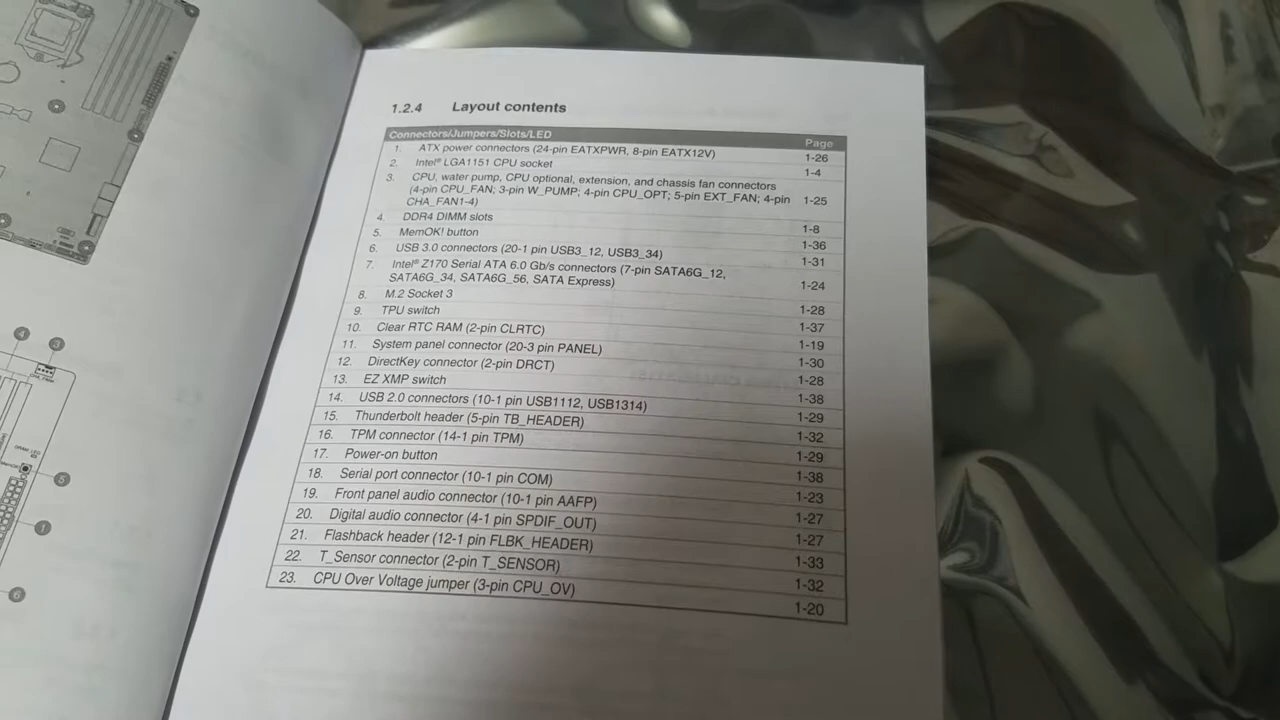 1.2.4 Layout contents
Connectors/Jumpers/Slots/LED Page
1. ATX power connectors (24-pin EATXPWR, 8-pin EATX12V) 1-26
2. Intel® LGA1151 CPU socket 1-4
3. CPU, water pump, CPU optional, extension, and chassis fan connectors
(4-pin CPU_FAN; 3-pin W_PUMP; 4-pin CPU_OPT; 5-pin EXT_FAN; 4-pin
CHA_FAN1-4) 1-25
4. DDR4 DIMM slots 1-8
5. MemOK! button 1-36
6. USB 3.0 connectors (20-1 pin USB3_12, USB3_34) 1-31
7. Intel® Z170 Serial ATA 6.0 Gb/s connectors (7-pin SATA6G_12,
SATA6G_34, SATA6G_56, SATA Express) 1-24
8. M.2 Socket 3 1-28
9. TPU switch 1-37
10. Clear RTC RAM (2-pin CLRTC) 1-19
11. System panel connector (20-3 pin PANEL) 1-30
12. DirectKey connector (2-pin DRCT) 1-28
13. EZ XMP switch 1-38
14. USB 2.0 connectors (10-1 pin USB1112, USB1314) 1-29
15. Thunderbolt header (5-pin TB_HEADER) 1-32
16. TPM connector (14-1 pin TPM) 1-29
17. Power-on button 1-38
18. Serial port connector (10-1 pin COM) 1-23
19. Front panel audio connector (10-1 pin AAFP) 1-27
20. Digital audio connector (4-1 pin SPDIF_OUT) 1-27
21. Flashback header (12-1 pin FLBK_HEADER) 1-33
22. T_Sensor connector (2-pin T_SENSOR) 1-32
23. CPU Over Voltage jumper (3-pin CPU_OV) 1-20
4
3
5
1
6